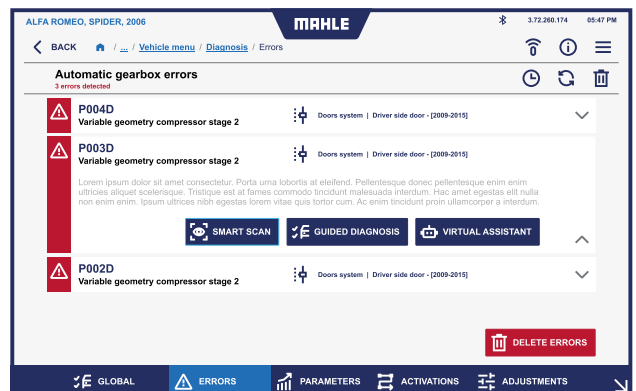 ALFA ROMEO, SPIDER, 2006
MAHLE
3.72.260.174 05:47 PM
BACK / ... / Vehicle menu / Diagnosis / Errors
Automatic gearbox errors
3 errors detected
P004D
Variable geometry compressor stage 2
Doors system | Driver side door - [2009-2015]
P003D
Variable geometry compressor stage 2
Doors system | Driver side door - [2009-2015]
Lorem ipsum dolor sit amet consectetur. Porta urna lobortis at eleifend. Pellentesque donec pellentesque enim enim
ultricies aliquet scelerisque. Tristique est at fames commodo tincidunt malesuada interdum. Hac amet egestas elit nulla
non enim enim. Ipsum ultrices nibh egestas lorem vitae quis tortor cum. Ac enim tincidunt proin ullamcorper a interdum.
SMART SCAN
GUIDED DIAGNOSIS
VIRTUAL ASSISTANT
P002D
Variable geometry compressor stage 2
Doors system | Driver side door - [2009-2015]
DELETE ERRORS
GLOBAL
ERRORS
PARAMETERS
ACTIVATIONS
ADJUSTMENTS